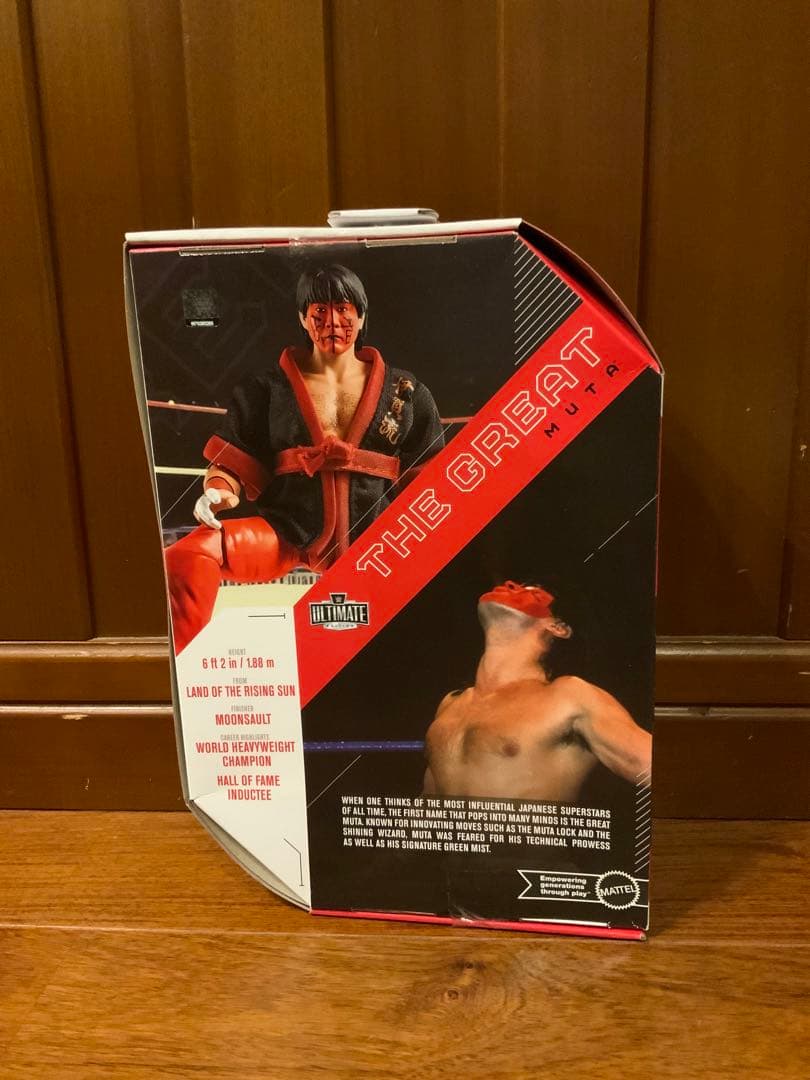 THE GREAT
MUTA
ULTIMATE
EDITION
HEIGHT
6 ft 2 in / 1.88 m
FROM
LAND OF THE RISING SUN
FINISHER
MOONSAULT
CAREER HIGHLIGHTS
WORLD HEAVYWEIGHT
CHAMPION
HALL OF FAME
INDUCTEE
WHEN ONE THINKS OF THE MOST INFLUENTIAL JAPANESE SUPERSTARS
OF ALL TIME, THE FIRST NAME THAT POPS INTO MANY MINDS IS THE GREAT
MUTA. KNOWN FOR INNOVATING MOVES SUCH AS THE MUTA LOCK AND THE
SHINING WIZARD, MUTA WAS FEARED FOR HIS TECHNICAL PROWESS
AS WELL AS HIS SIGNATURE GREEN MIST.
Empowering
generations
through play™
MATTEL